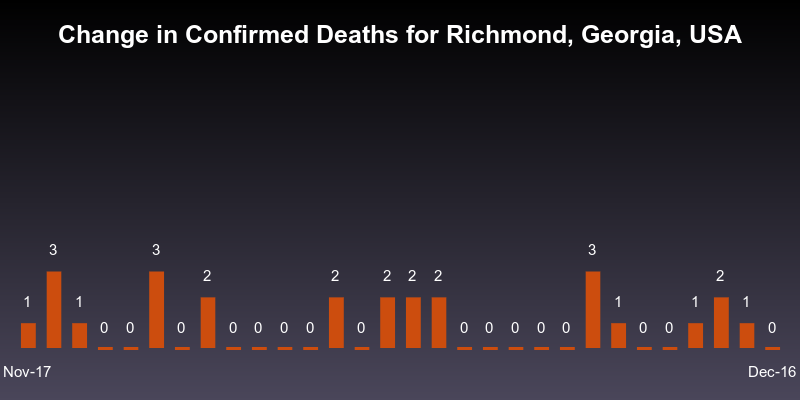 Change in Confirmed Deaths for Richmond, Georgia, USA
1 3 1 0 0 3 0 2 0 0 0 0 2 0 2 2 2 0 0 0 0 0 3 1 0 0 1 2 1 0
Nov-17 Dec-16